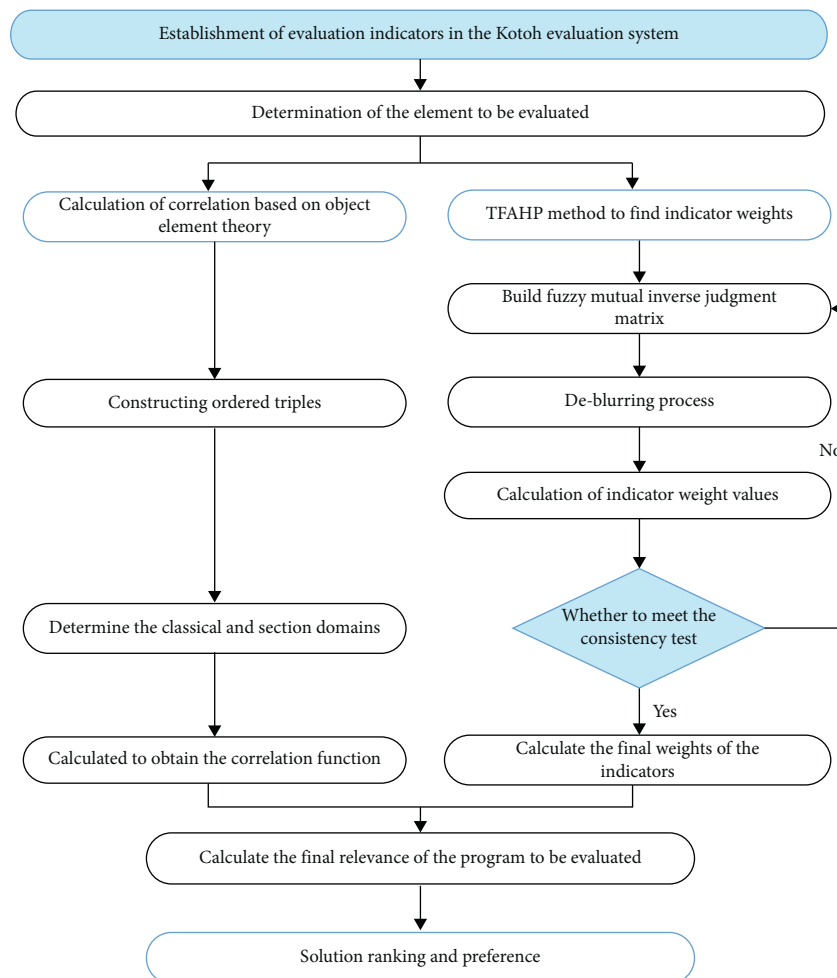 Establishment of evaluation indicators in the Kotoh evaluation system
Determination of the element to be evaluated
Calculation of correlation based on object
element theory
TFAHP method to find indicator weights
Build fuzzy mutual inverse judgment
matrix
Constructing ordered triples
De-blurring process
No
Calculation of indicator weight values
Determine the classical and section domains
Whether to meet the
consistency test
Yes
Calculated to obtain the correlation function
Calculate the final weights of the
indicators
Calculate the final relevance of the program to be evaluated
Solution ranking and preference